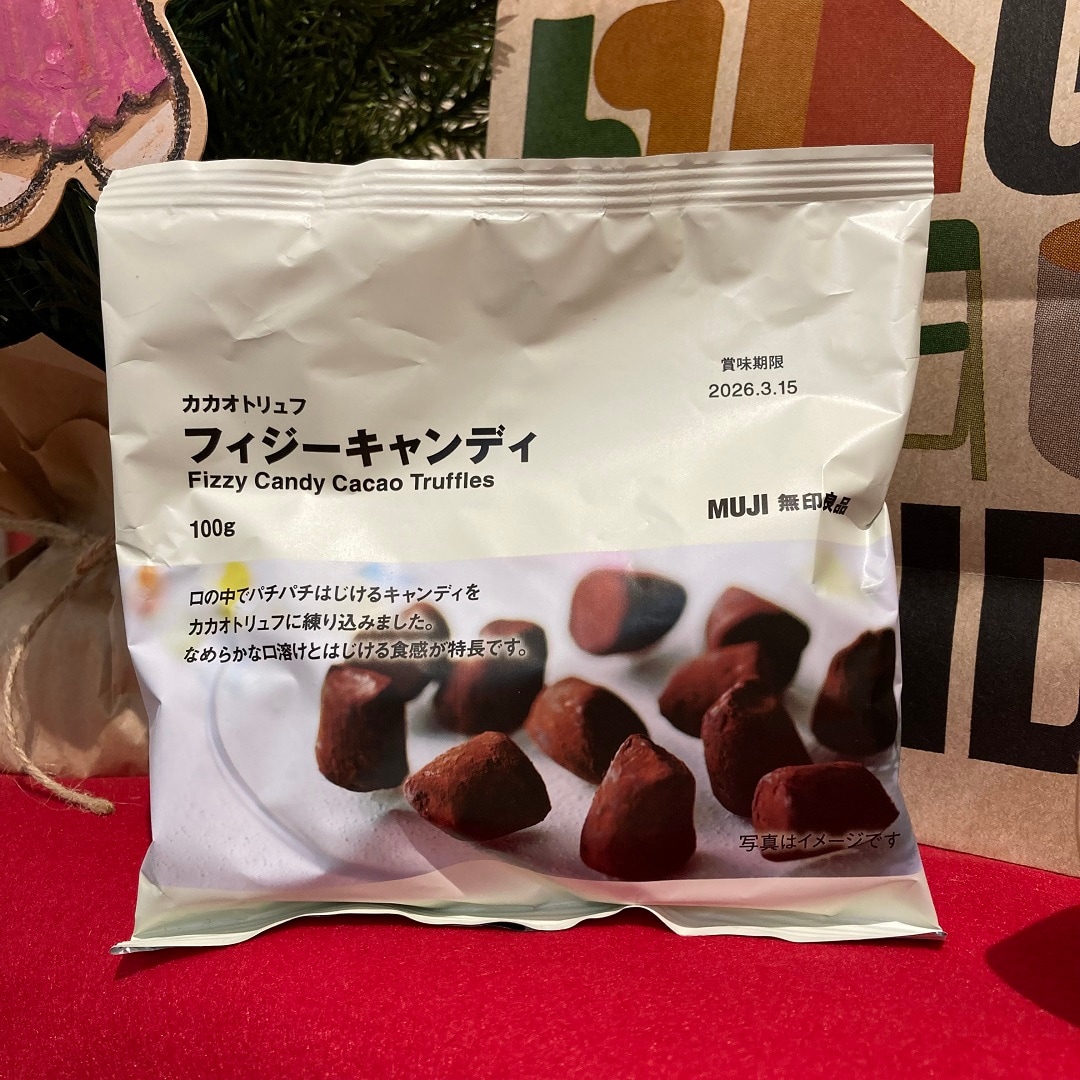 賞味期限
2026.3.15
カカオトリュフ
フィジーキャンディ
Fizzy Candy Cacao Truffles
100g
MUJI 無印良品
口の中でパチパチはじけるキャンディを
カカオトリュフに練り込みました。
なめらかな口溶けとはじける食感が特長です。
写真はイメージです